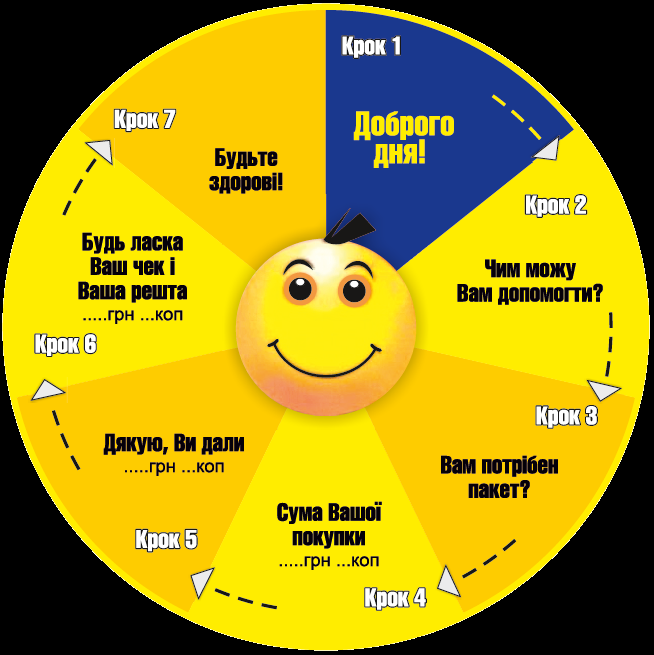 Крок 1
Доброго
дня!
Крок 2
Чим можу
Вам допомогти?
Крок 3
Вам потрібен
пакет?
Крок 4
Сума Вашої
покупки
.....грн ...коп
Крок 5
Дякую, Ви дали
.....грн ...коп
Крок 6
Будь ласка
Ваш чек і
Ваша решта
.....грн ...коп
Крок 7
Будьте
здорові!